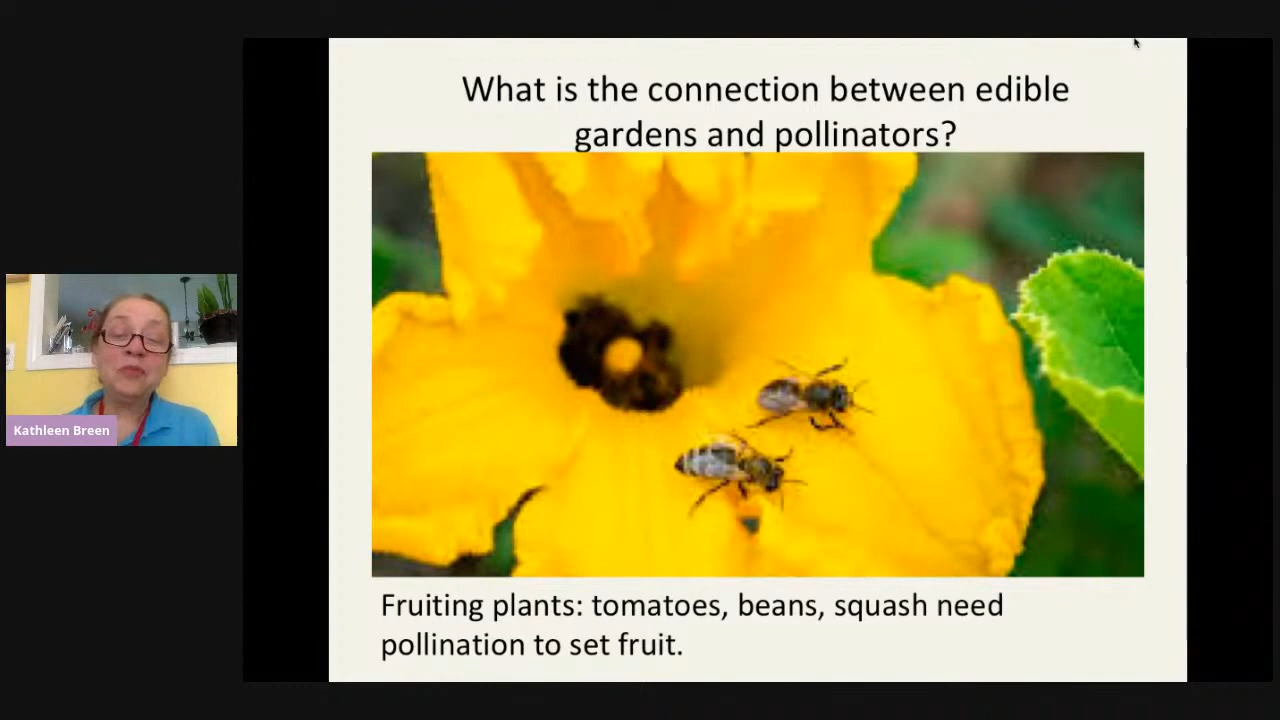 What is the connection between edible
gardens and pollinators?
Kathleen Breen
Fruiting plants: tomatoes, beans, squash need
pollination to set fruit.